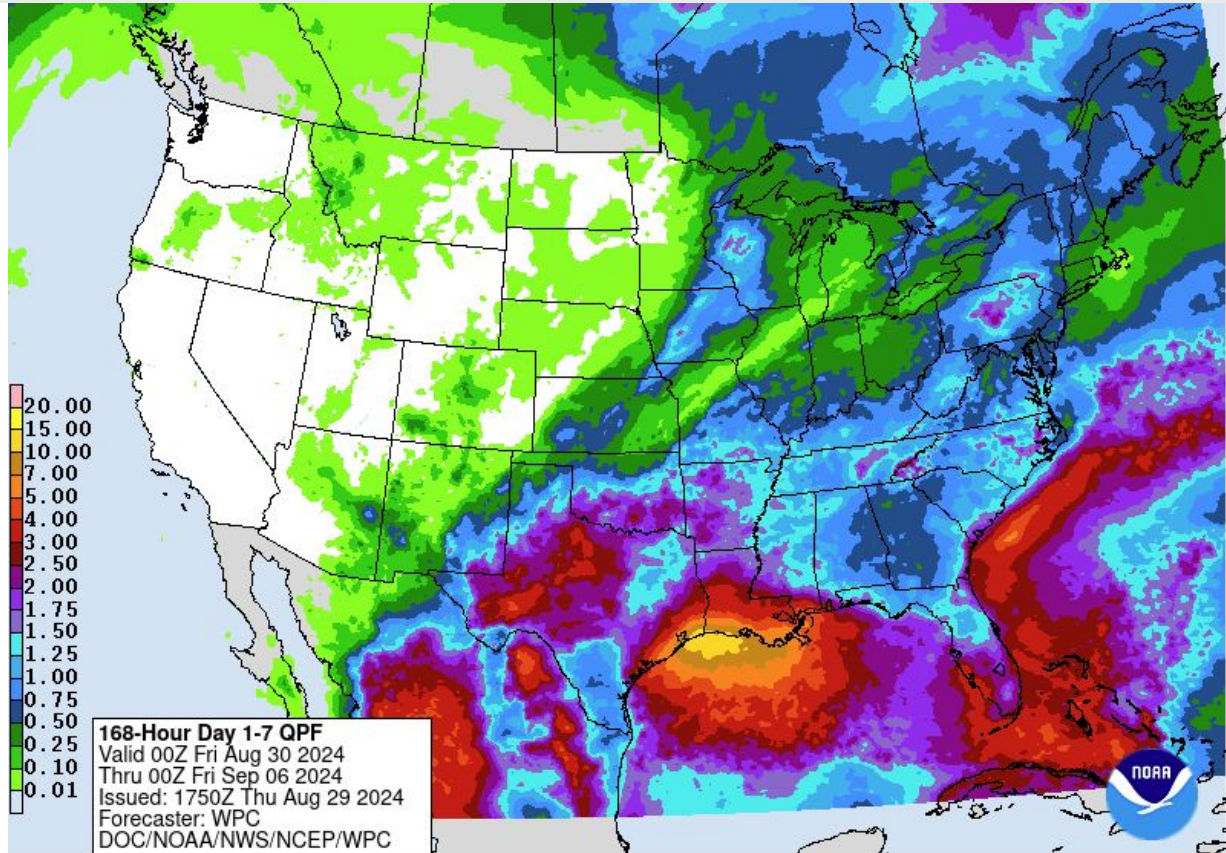 20.00
15.00
10.00
7.00
5.00
4.00
3.00
2.50
2.00
1.75
1.50
1.25
1.00
0.75
0.50
0.25
0.10
0.01
168-Hour Day 1-7 QPF
Valid 00Z Fri Aug 30 2024
Thru 00Z Fri Sep 06 2024
Issued: 1750Z Thu Aug 29 2024
Forecaster: WPC
DOC/NOAA/NWS/NCEP/WPC
NOAA